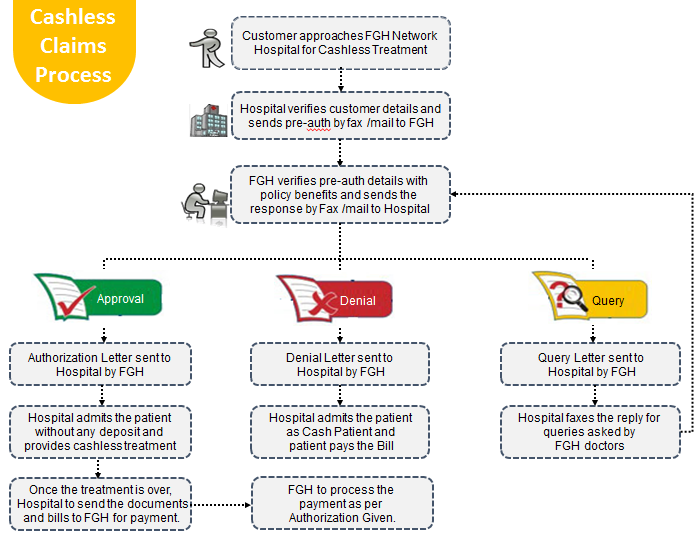 Cashless
Claims
Process
Customer approaches FGH Network
Hospital for Cashless Treatment
Hospital verifies customer details and
sends pre-auth by fax /mail to FGH
FGH verifies pre-auth details with
policy benefits and sends the
response by Fax /mail to Hospital
Approval
Denial
Query
Authorization Letter sent to
Hospital by FGH
Denial Letter sent to
Hospital by FGH
Query Letter sent to
Hospital by FGH
Hospital admits the patient
without any deposit and
provides cashless treatment
Hospital admits the patient
as Cash Patient and
patient pays the Bill
Hospital faxes the reply for
queries asked by
FGH doctors
Once the treatment is over,
Hospital to send the documents
and bills to FGH for payment.
FGH to process the
payment as per
Authorization Given.